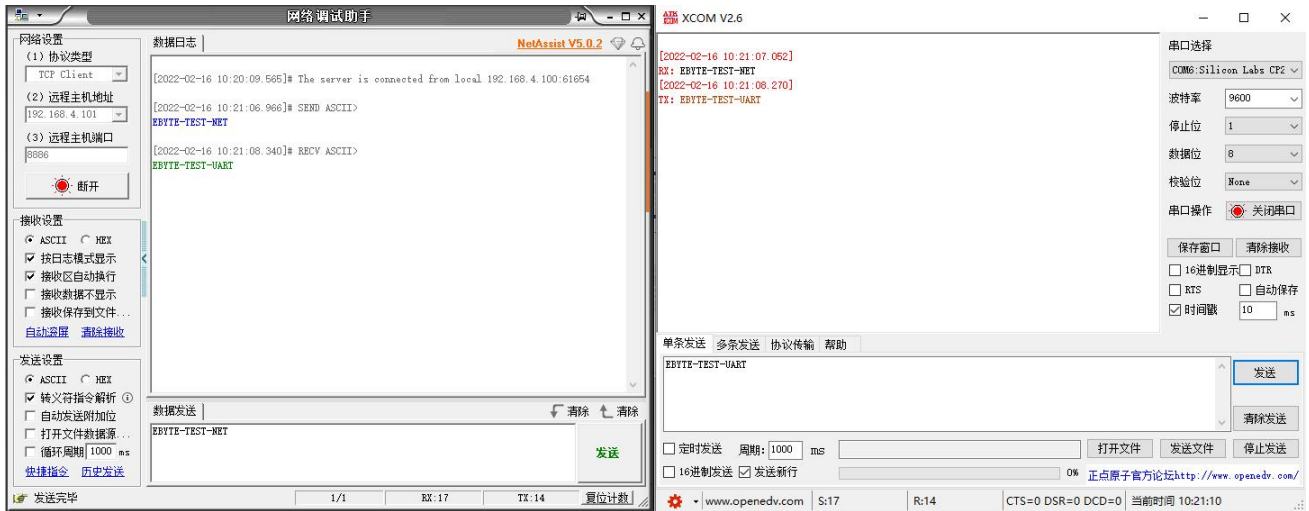 网络调试助手
网络设置
(1) 协议类型
TCP Client
(2) 远程主机地址
192.168.4.101
(3) 远程主机端口
8886
断开
接收设置
ASCII HEX
按日志模式显示
接收区自动换行
接收数据不显示
接收保存到文件...
自动滚屏 清除接收
发送设置
ASCII HEX
转义符指令解析
自动发送附加位
打开文件数据源...
循环周期 1000 ms
快捷指令 历史发送
数据日志 NetAssist V5.0.2
[2022-02-16 10:20:09.565]# The server is connected from local 192.168.4.100:61654
[2022-02-16 10:21:06.966]# SEND ASCII>
EBYTE-TEST-NET
[2022-02-16 10:21:08.340]# RECV ASCII>
EBYTE-TEST-UART
数据发送 清除 清除
EBYTE-TEST-NET
发送
发送完毕 1/1 RX:17 TX:14 复位计数
ATK XCOM V2.6
[2022-02-16 10:21:07.052]
RX: EBYTE-TEST-NET
[2022-02-16 10:21:08.270]
TX: EBYTE-TEST-UART
串口选择
COM6:Silicon Labs CP2
波特率 9600
停止位 1
数据位 8
校验位 None
串口操作 关闭串口
保存窗口 清除接收
16进制显示 DTR
RTS 自动保存
时间戳 10 ms
单条发送 多条发送 协议传输 帮助
EBYTE-TEST-UART
发送
清除发送
定时发送 周期: 1000 ms 打开文件 发送文件 停止发送
16进制发送 发送新行 0% 正点原子官方论坛http://www.openedv.com/
www.openedv.com S:17 R:14 CTS=0 DSR=0 DCD=0 当前时间 10:21:10